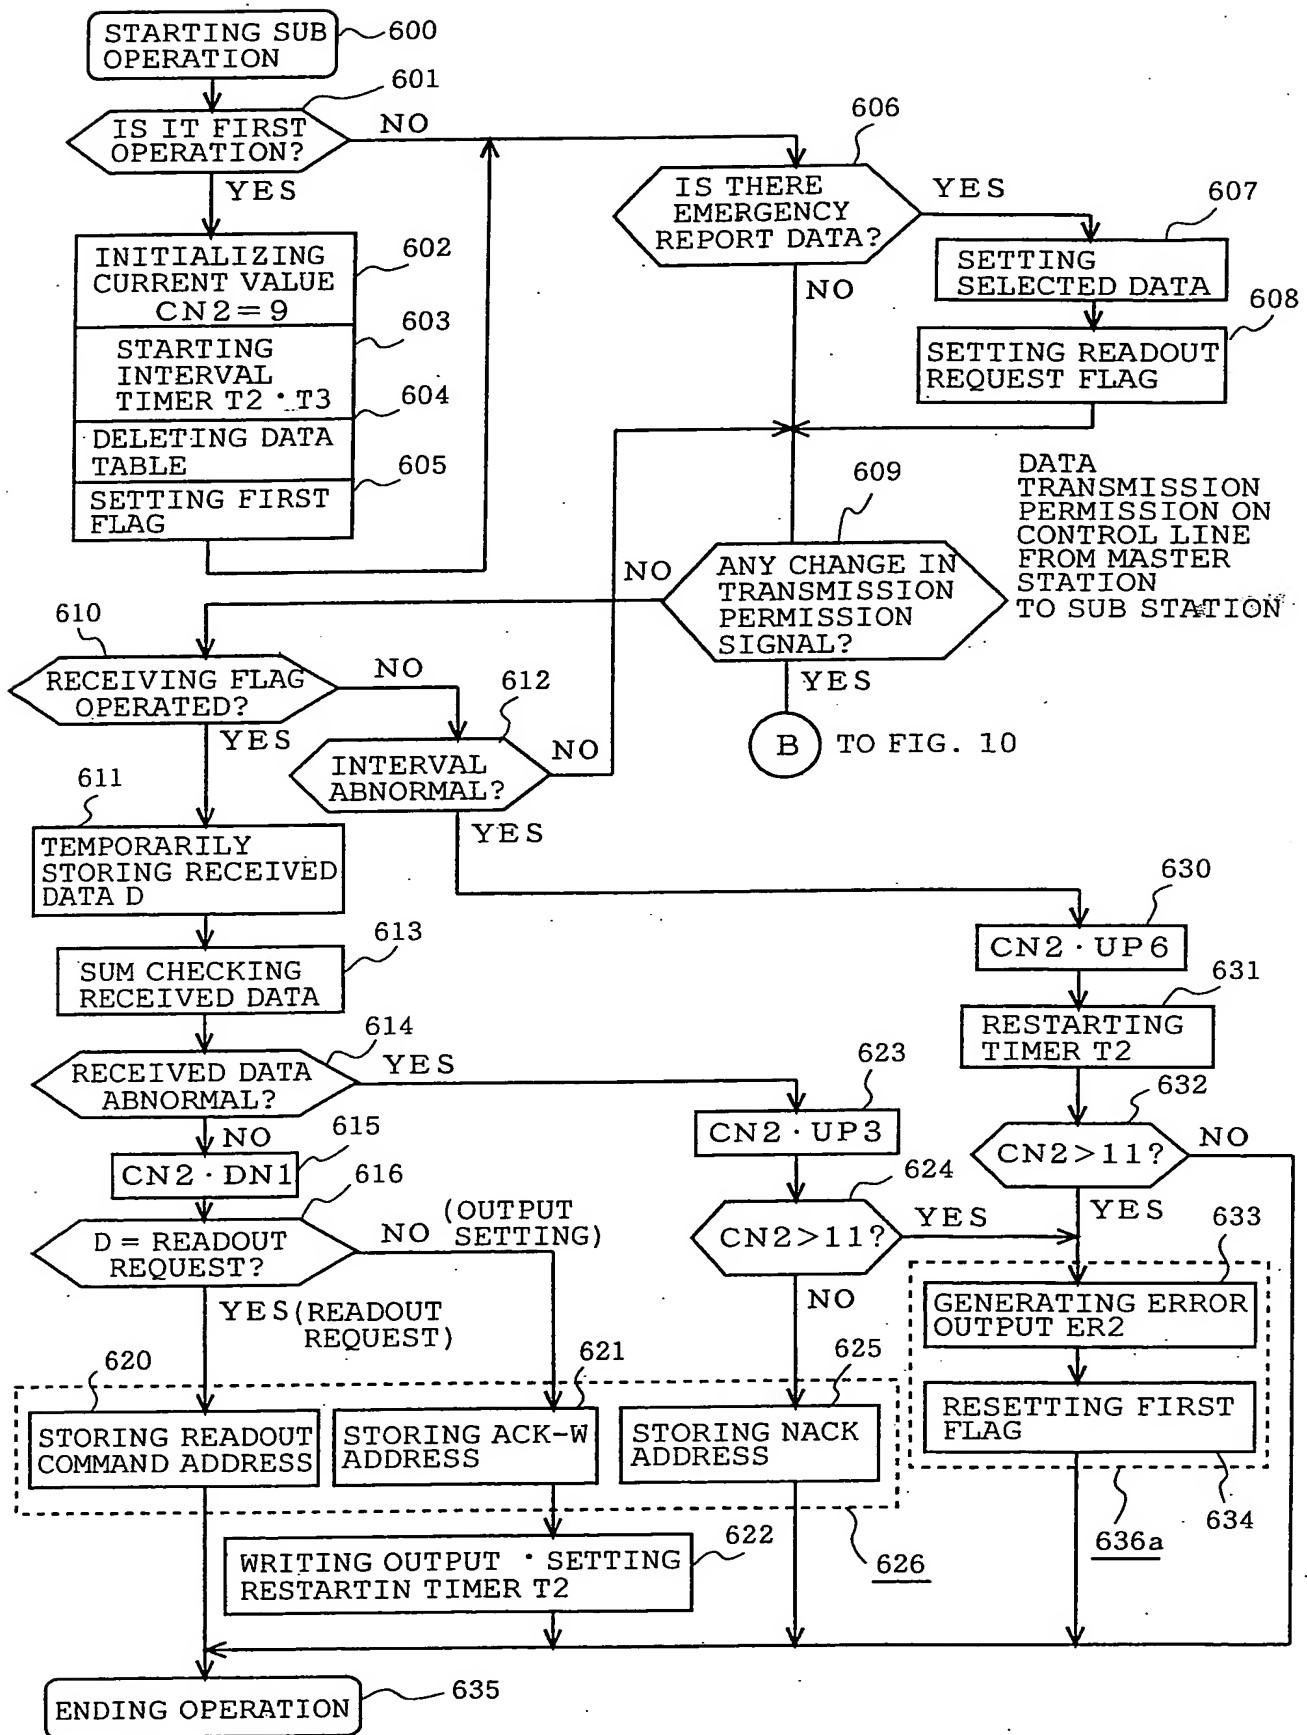 STARTING SUB
OPERATION
600
601
IS IT FIRST
OPERATION?
NO
YES
INITIALIZING
CURRENT VALUE
CN2=9
602
STARTING
INTERVAL
TIMER T2・T3
603
DELETING DATA
TABLE
604
SETTING FIRST
FLAG
605
606
IS THERE
EMERGENCY
REPORT DATA?
YES
NO
607
SETTING
SELECTED DATA
608
SETTING READOUT
REQUEST FLAG
609
ANY CHANGE IN
TRANSMISSION
PERMISSION
SIGNAL?
NO
YES
DATA
TRANSMISSION
PERMISSION ON
CONTROL LINE
FROM MASTER
STATION
TO SUB STATION
B
TO FIG. 10
610
RECEIVING FLAG
OPERATED?
NO
YES
612
INTERVAL
ABNORMAL?
NO
YES
611
TEMPORARILY
STORING RECEIVED
DATA D
613
SUM CHECKING
RECEIVED DATA
614
RECEIVED DATA
ABNORMAL?
YES
NO
615
CN2・DN1
616
D = READOUT
REQUEST?
NO
(OUTPUT
SETTING)
YES
(READOUT
REQUEST)
623
CN2・UP3
624
CN2>11?
YES
NO
630
CN2・UP6
631
RESTARTING
TIMER T2
632
CN2>11?
NO
YES
633
GENERATING ERROR
OUTPUT ER2
RESETTING FIRST
FLAG
634
636a
620
STORING READOUT
COMMAND ADDRESS
621
STORING ACK-W
ADDRESS
625
STORING NACK
ADDRESS
626
622
WRITING OUTPUT・SETTING
RESTARTIN TIMER T2
ENDING OPERATION
635